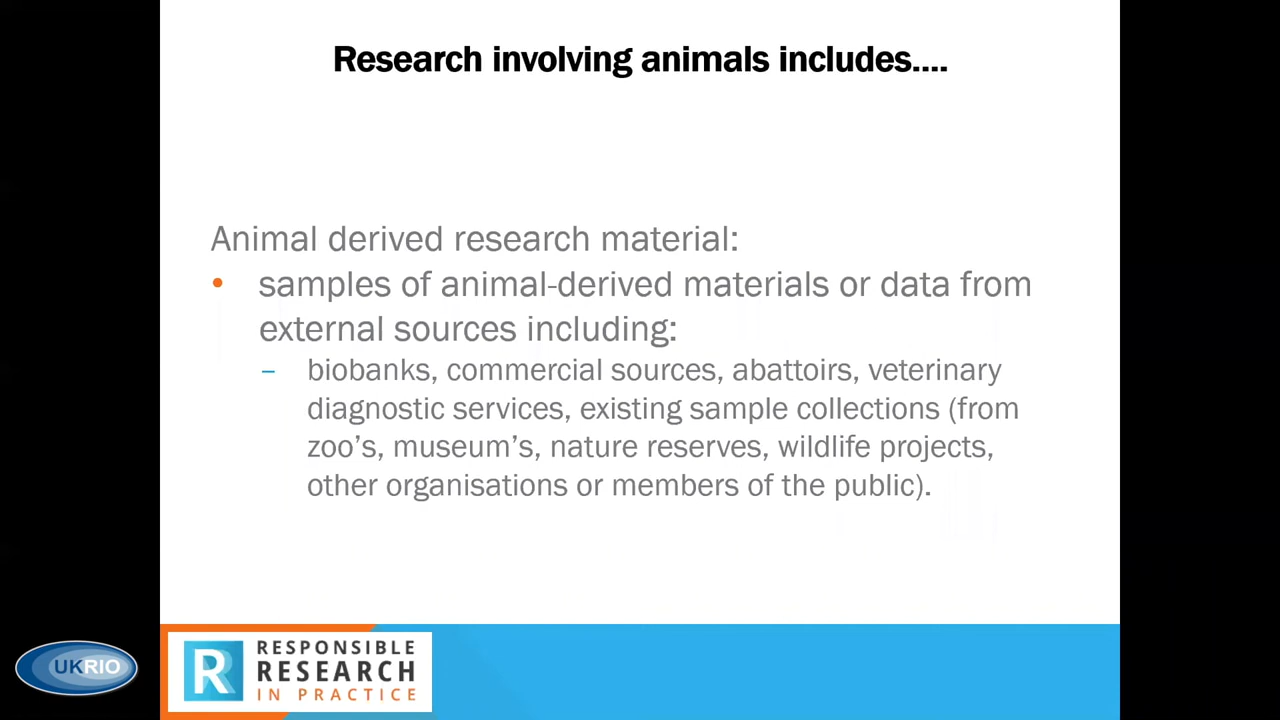 Research involving animals includes....
Animal derived research material:
• samples of animal-derived materials or data from
external sources including:
– biobanks, commercial sources, abattoirs, veterinary
diagnostic services, existing sample collections (from
zoo's, museum's, nature reserves, wildlife projects,
other organisations or members of the public).
UKRIO
R
RESPONSIBLE
RESEARCH
IN PRACTICE